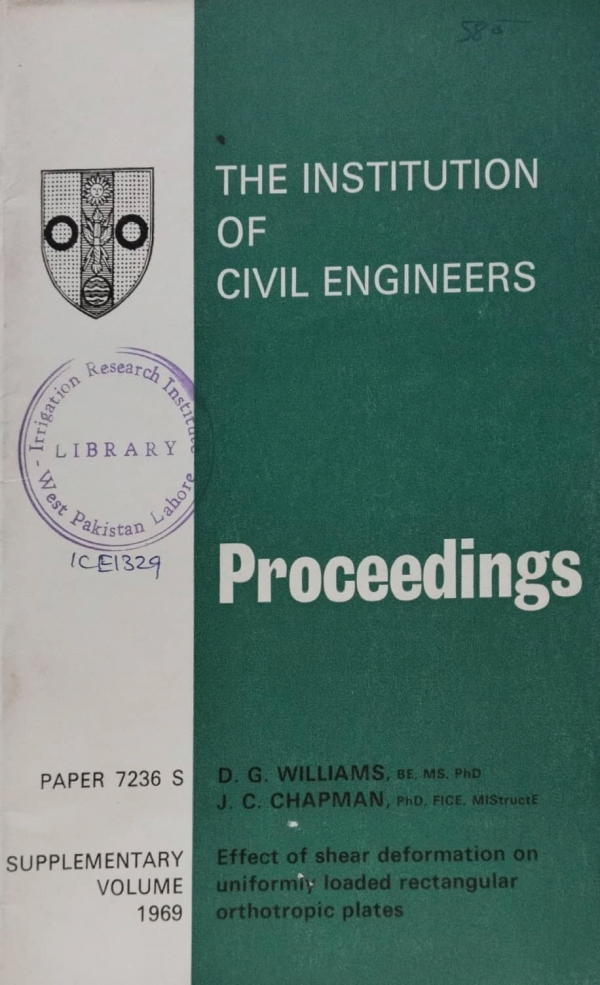 THE INSTITUTION
OF
CIVIL ENGINEERS
Irrigation Research Institute
LIBRARY
West Pakistan Lahore
ICE1329
Proceedings
PAPER 7236 S
D. G. WILLIAMS, BE, MS, PhD
J. C. CHAPMAN, PhD, FICE, MIStructE
SUPPLEMENTARY
VOLUME
1969
Effect of shear deformation on
uniformly loaded rectangular
orthotropic plates